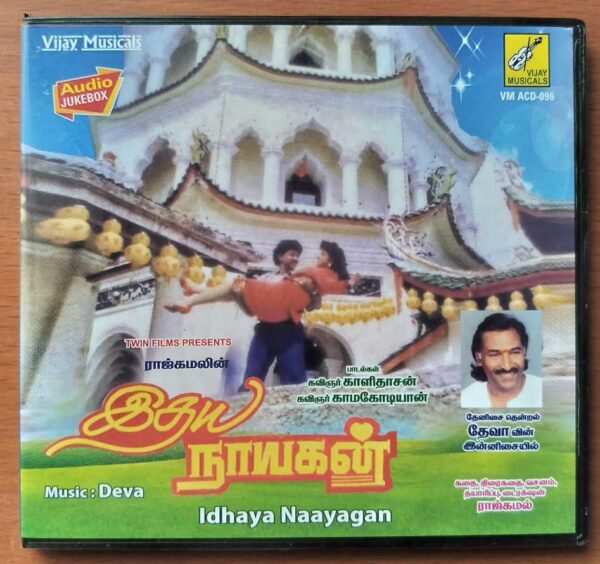 Vijay Musicals
Audio
JUKEBOX
VIJAY
MUSICALS
VM ACD-096
TWIN FILMS PRESENTS
ராஜ்கமலின்
பாடல்கள்
கவிஞர் காளிதாசன்
கவிஞர் காமகோடியான்
இதய
நாயகன்
தேனிசை தென்றல்
தேவா வின்
இன்னிசையில்
Music : Deva
Idhaya Naayagan
கதை, திரைக்கதை, வசனம்,
தயாரிப்பு, டைரக்ஷன்
ராஜ்கமல்